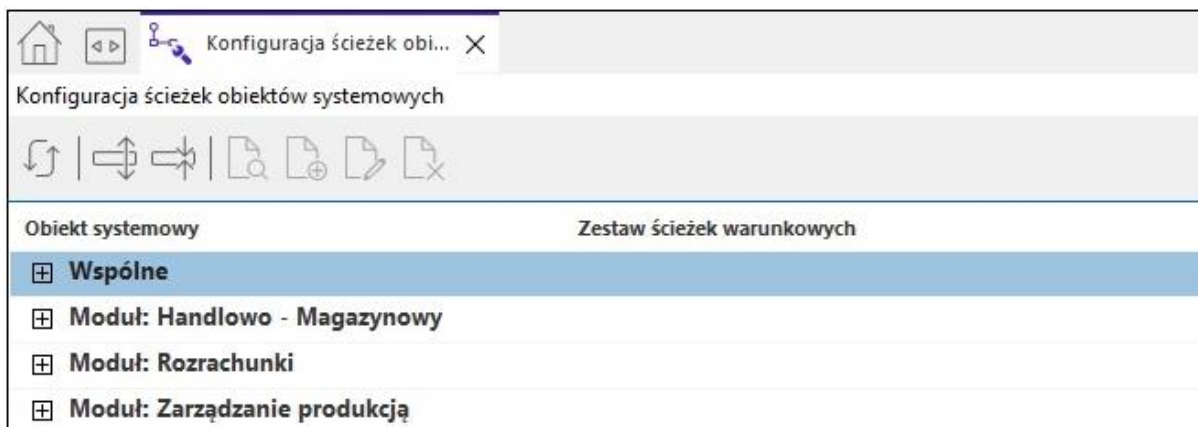 Konfiguracja ścieżek obi...
Konfiguracja ścieżek obiektów systemowych
Obiekt systemowy Zestaw ścieżek warunkowych
Wspólne
Moduł: Handlowo - Magazynowy
Moduł: Rozrachunki
Moduł: Zarządzanie produkcją